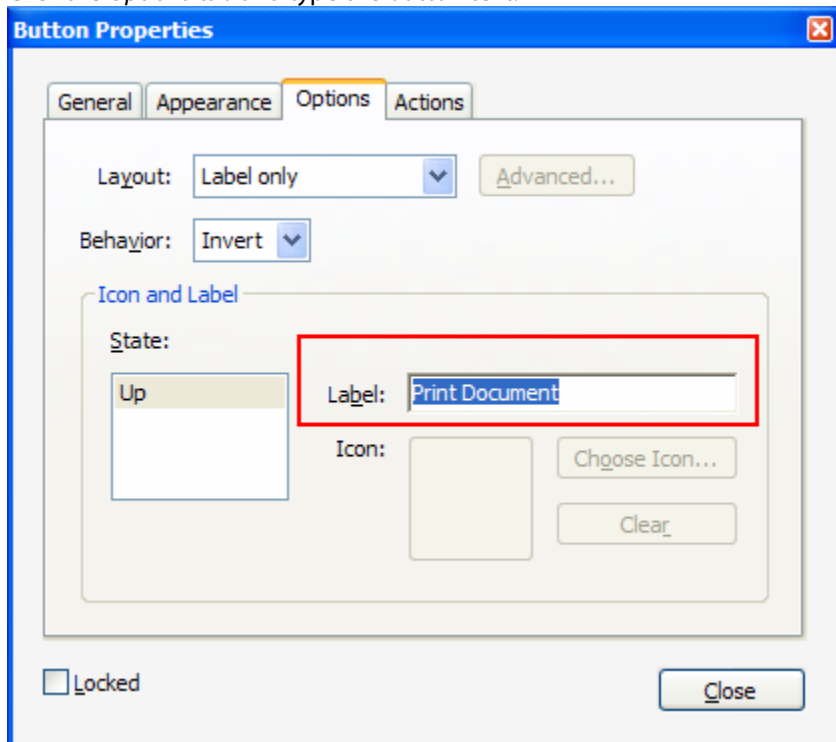 Button Properties
General Appearance Options Actions
Layout: Label only Advanced...
Behavior: Invert
Icon and Label
State:
Up Label: Print Document
Icon: Choose Icon...
Clear
Locked Close